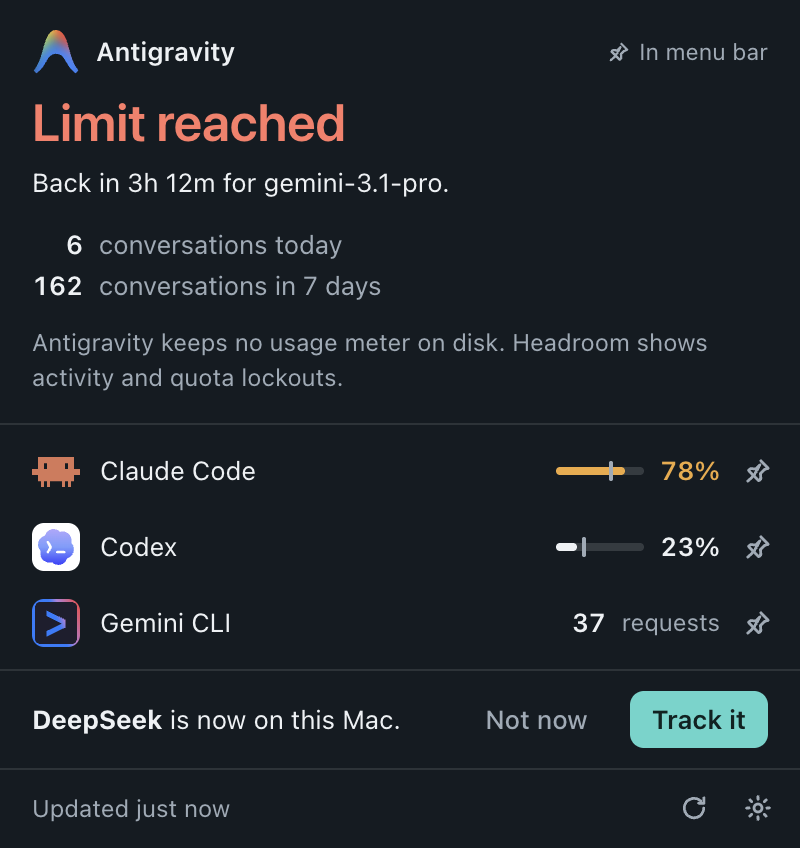 Antigravity
In menu bar
Limit reached
Back in 3h 12m for gemini-3.1-pro.
6 conversations today
162 conversations in 7 days
Antigravity keeps no usage meter on disk. Headroom shows
activity and quota lockouts.
Claude Code 78%
Codex 23%
Gemini CLI 37 requests
DeepSeek is now on this Mac. Not now Track it
Updated just now